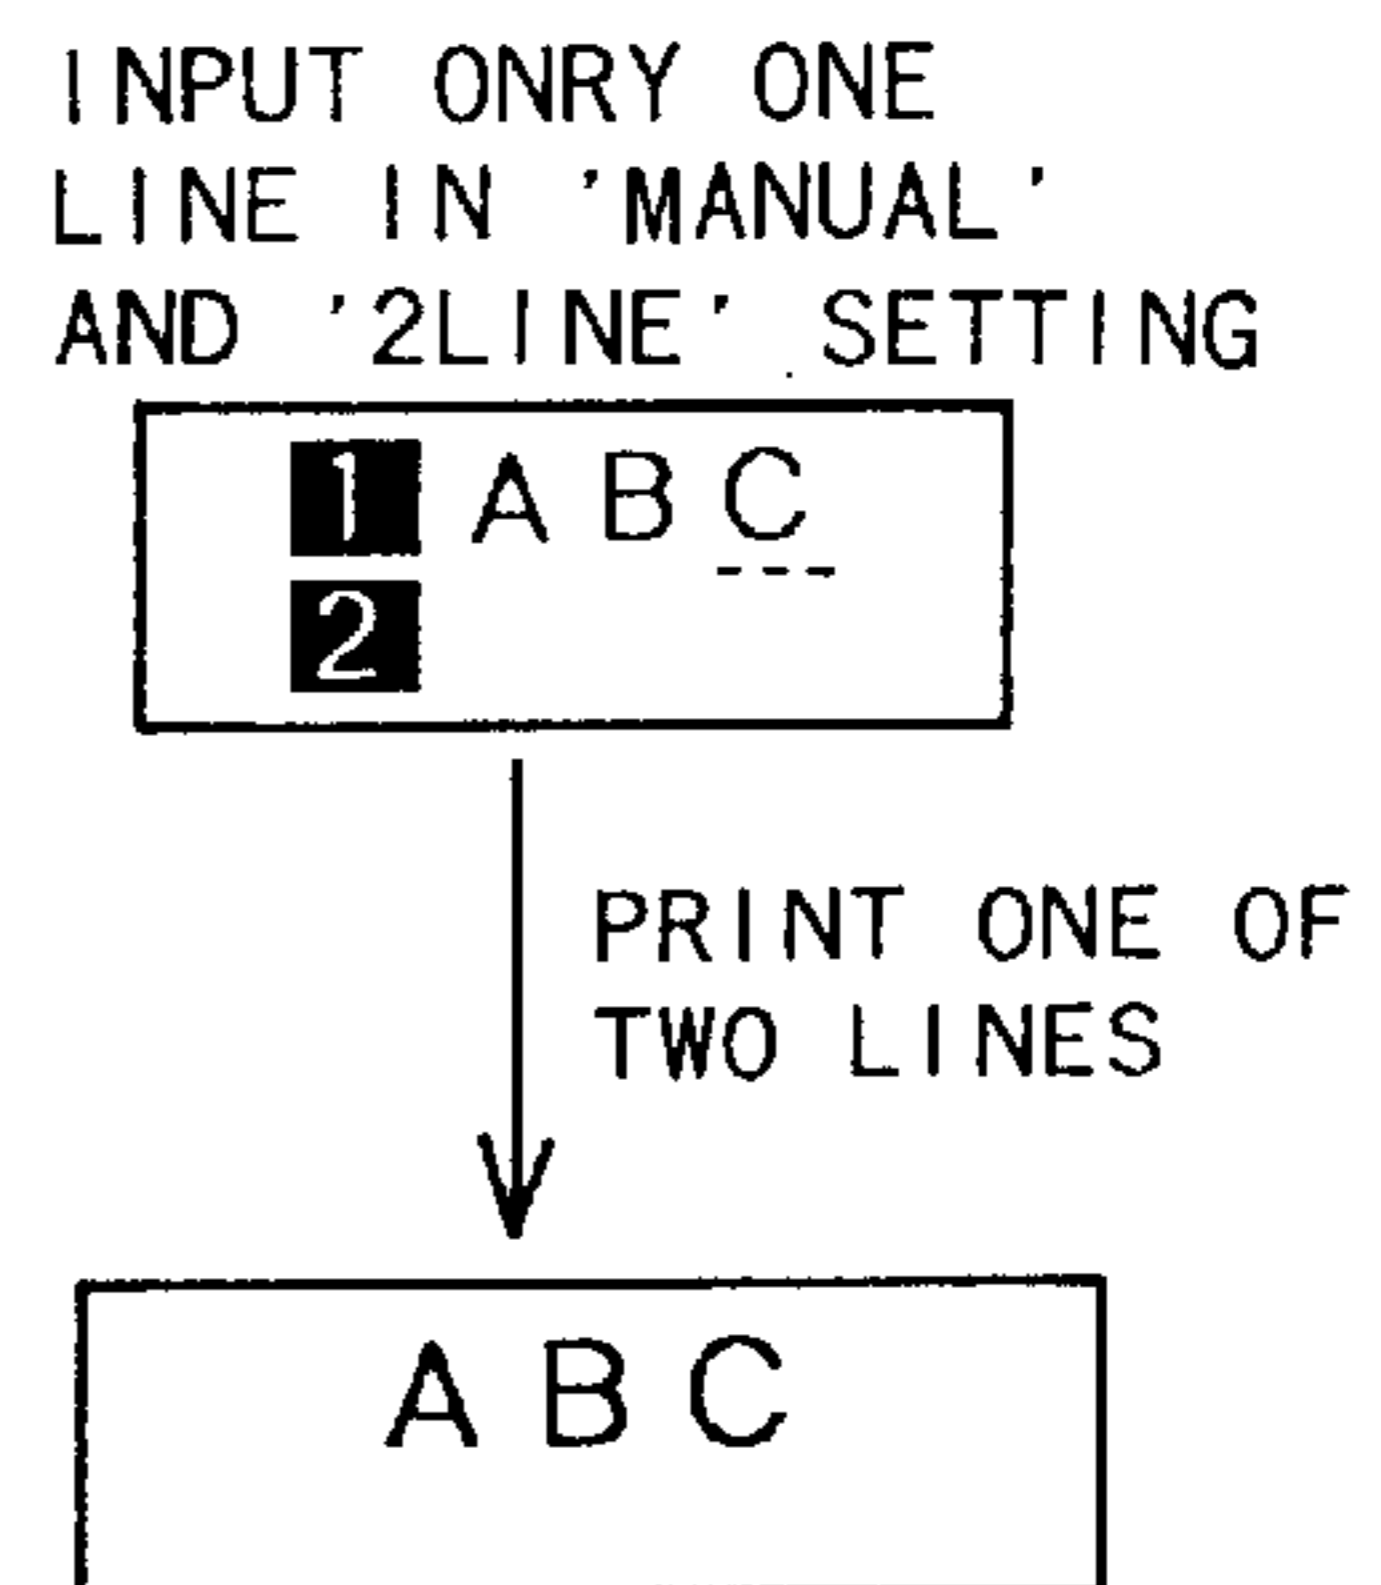 INPUT ONRY ONE
LINE IN 'MANUAL'
AND '2LINE' SETTING
1 ABC
2
PRINT ONE OF
TWO LINES
ABC